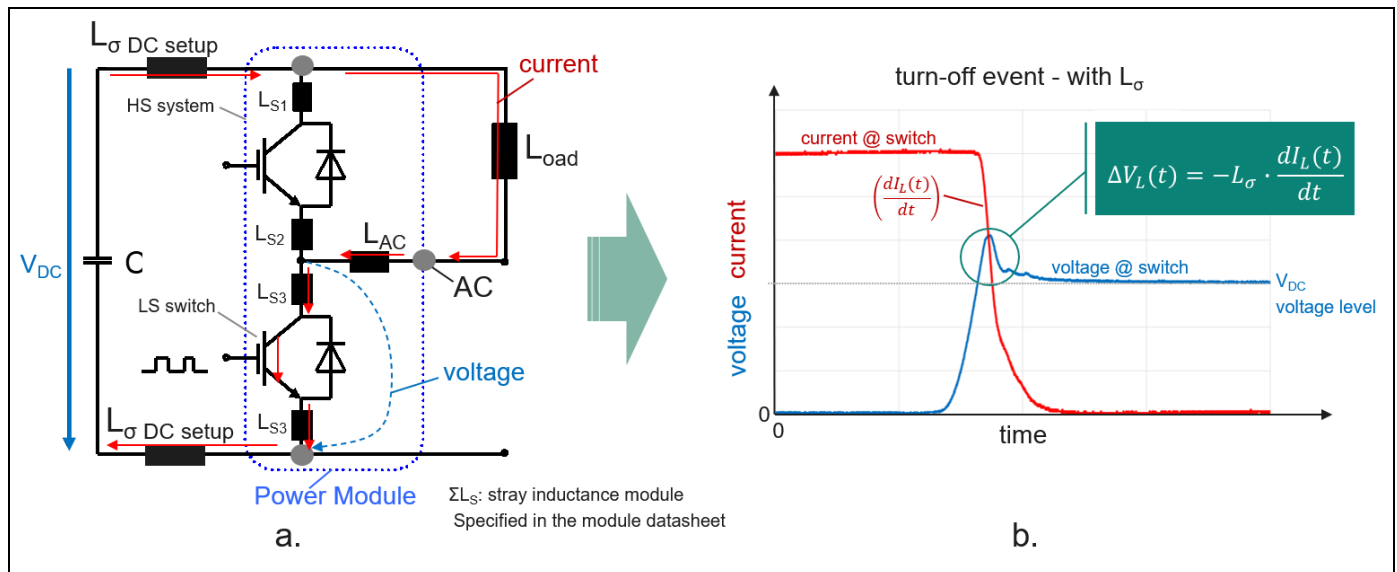 Lσ DC setup
current
HS system
LS1
Load
LS2
LAC
VDC
C
AC
LS3
LS switch
voltage
LS3
Lσ DC setup
Power Module
ΣLS: stray inductance module
Specified in the module datasheet
a.
turn-off event - with Lσ
current @ switch
ΔVL(t) = −Lσ · dIL(t)/dt
(dIL(t)/dt)
voltage @ switch
VDC
voltage level
voltage current
0
0
time
b.